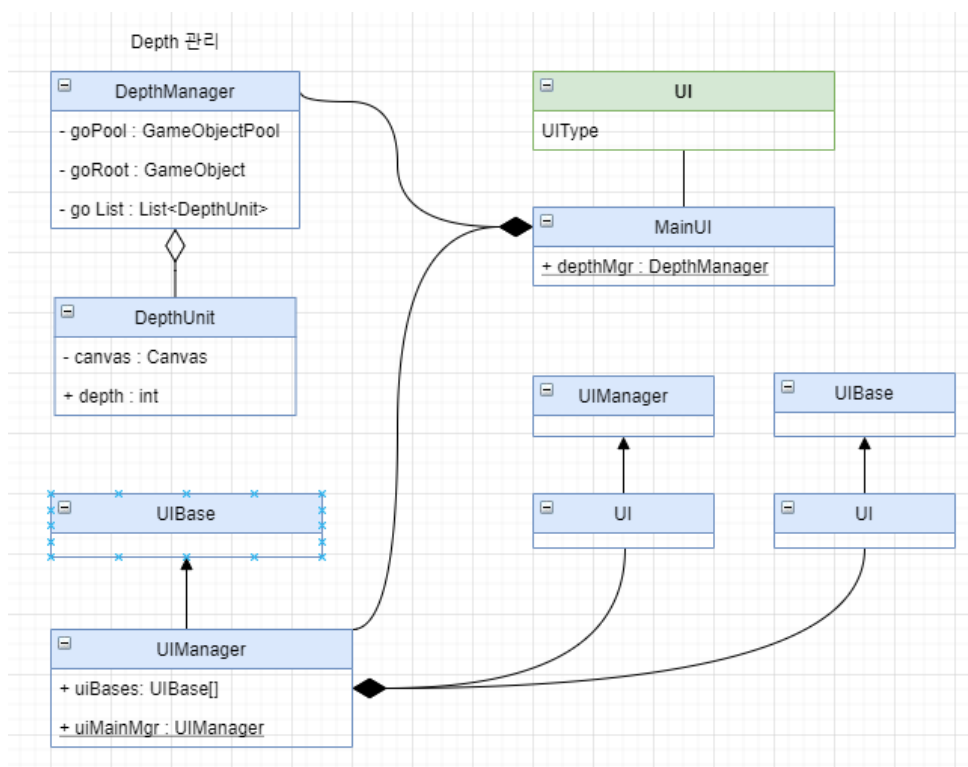 Depth 관리
DepthManager
- goPool : GameObjectPool
- goRoot : GameObject
- go List : List<DepthUnit>
DepthUnit
- canvas : Canvas
+ depth : int
UI
UIType
MainUI
+ depthMgr : DepthManager
UIManager
UIBase
UI
UI
UIBase
UIManager
+ uiBases: UIBase[]
+ uiMainMgr : UIManager